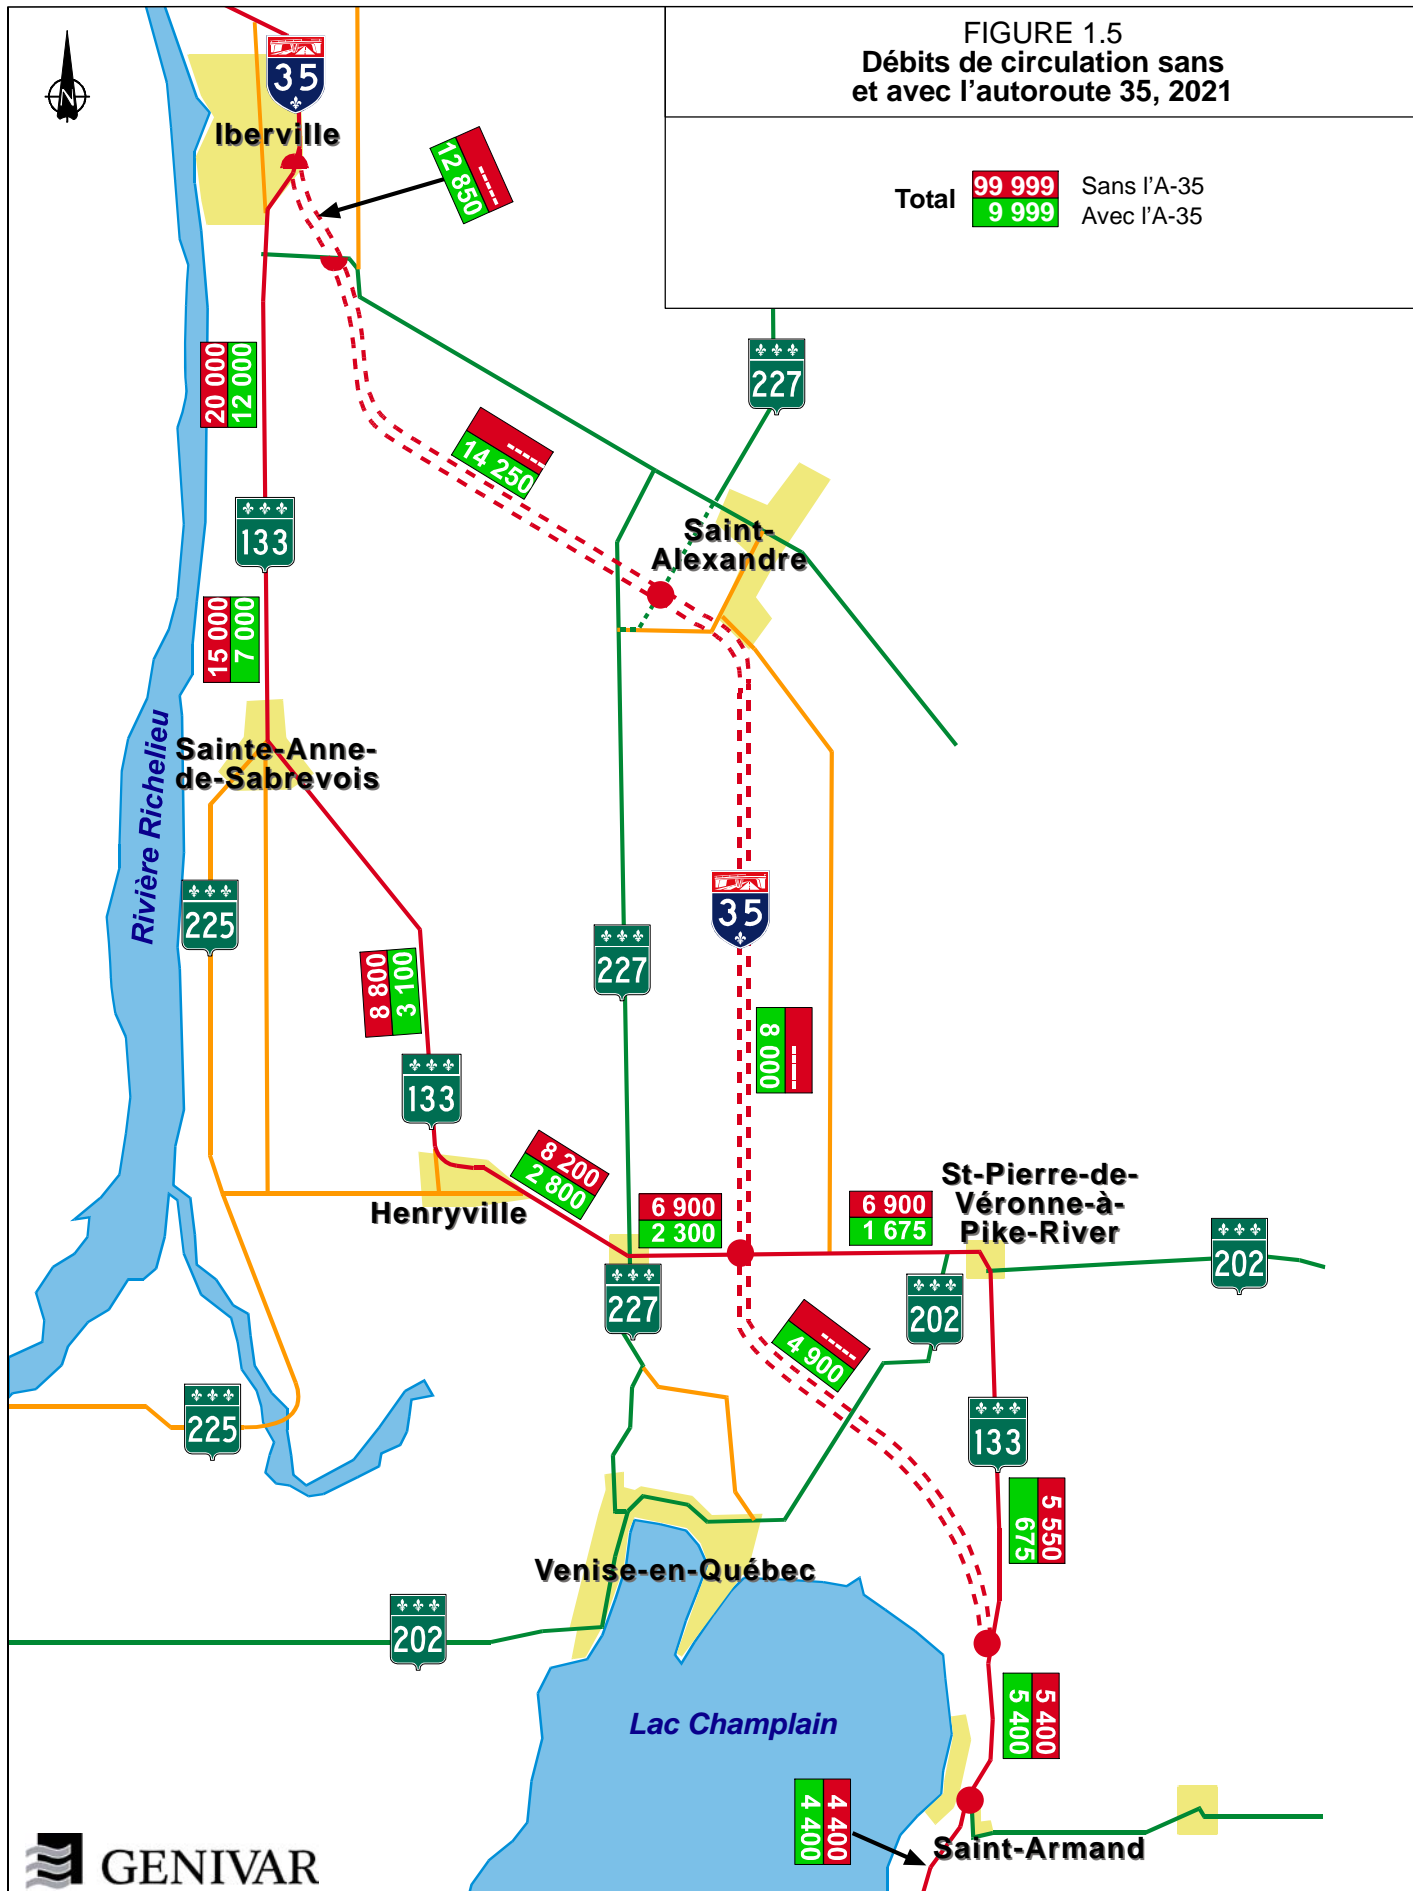 FIGURE 1.5
Débits de circulation sans
et avec l'autoroute 35, 2021
Total
99 999
Sans l'A-35
9 999
Avec l'A-35
N
35
Iberville
-----
12 850
20 000
12 000
227
-----
14 250
133
Saint-
Alexandre
15 000
7 000
Rivière Richelieu
Sainte-Anne-
de-Sabrevois
225
35
227
8 800
3 100
-----
8 000
133
8 200
2 800
Henryville
6 900
2 300
6 900
1 675
St-Pierre-de-
Véronne-à-
Pike-River
202
227
202
-----
4 900
225
133
5 550
675
Venise-en-Québec
202
5 400
5 400
Lac Champlain
4 400
4 400
Saint-Armand
GENIVAR